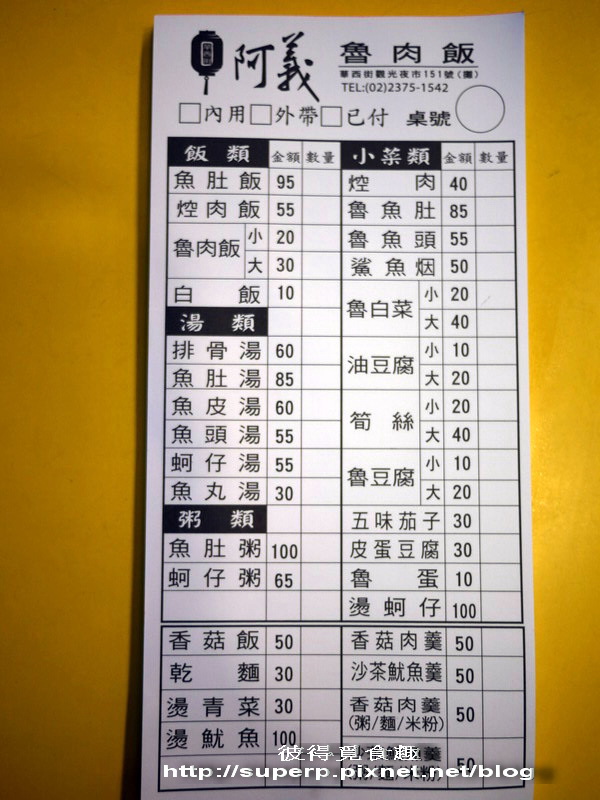 華西街
阿義 魯肉飯
華西街觀光夜市151號(攤)
TEL:(02)2375-1542
□內用□外帶□已付 桌號
飯類 金額 數量 小菜類 金額 數量
魚肚飯 95 焢肉 40
焢肉飯 55 魯魚肚 85
魯肉飯 小 20 魯魚頭 55
大 30 鯊魚烟 50
白飯 10 魯白菜 小 20
湯類 大 40
排骨湯 60 油豆腐 小 10
魚肚湯 85 大 20
魚皮湯 60 筍絲 小 20
魚頭湯 55 大 40
蚵仔湯 55 魯豆腐 小 10
魚丸湯 30 大 20
粥類 五味茄子 30
魚肚粥 100 皮蛋豆腐 30
蚵仔粥 65 魯蛋 10
燙蚵仔 100
香菇飯 50 香菇肉羹 50
乾麵 30 沙茶魷魚羹 50
燙青菜 30 香菇肉羹 (粥/麵/米粉) 50
燙魷魚 100
魚羹 50
米粉)
彼得覓食趣
http://superp.pixnet.net/blog